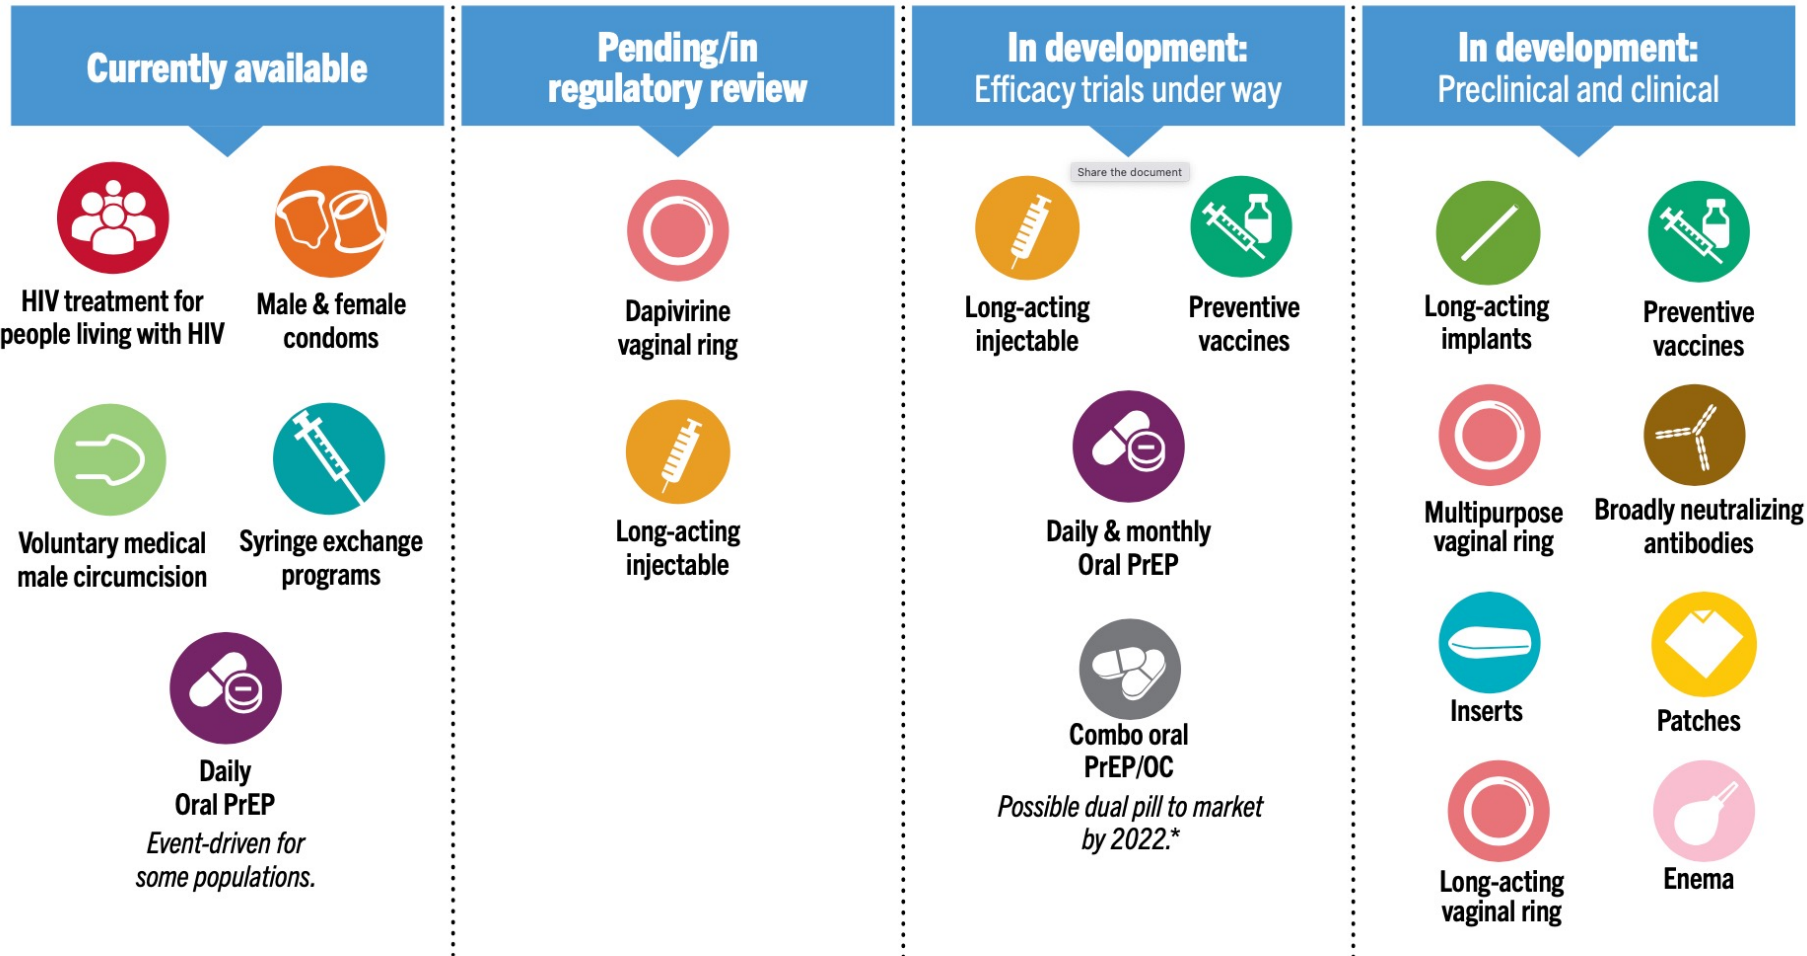 Currently available
HIV treatment for
people living with HIV
Male & female
condoms
Voluntary medical
male circumcision
Syringe exchange
programs
Daily
Oral PrEP
Event-driven for
some populations.
Pending/in
regulatory review
Dapivirine
vaginal ring
Long-acting
injectable
In development:
Efficacy trials under way
Share the document
Long-acting
injectable
Preventive
vaccines
Daily & monthly
Oral PrEP
Combo oral
PrEP/OC
Possible dual pill to market
by 2022.*
In development:
Preclinical and clinical
Long-acting
implants
Preventive
vaccines
Multipurpose
vaginal ring
Broadly neutralizing
antibodies
Inserts
Patches
Long-acting
vaginal ring
Enema